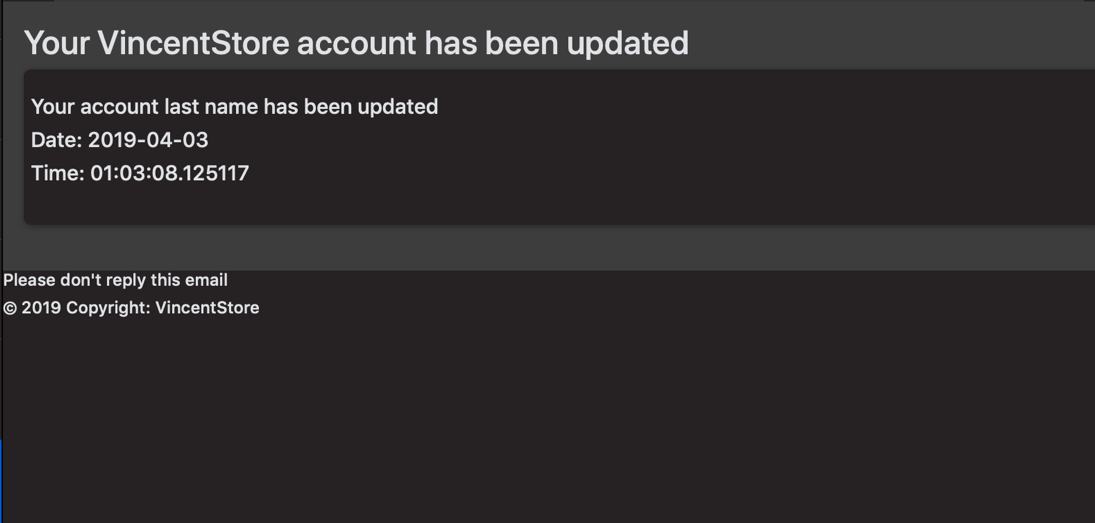 Your VincentStore account has been updated
Your account last name has been updated
Date: 2019-04-03
Time: 01:03:08.125117
Please don't reply this email
© 2019 Copyright: VincentStore